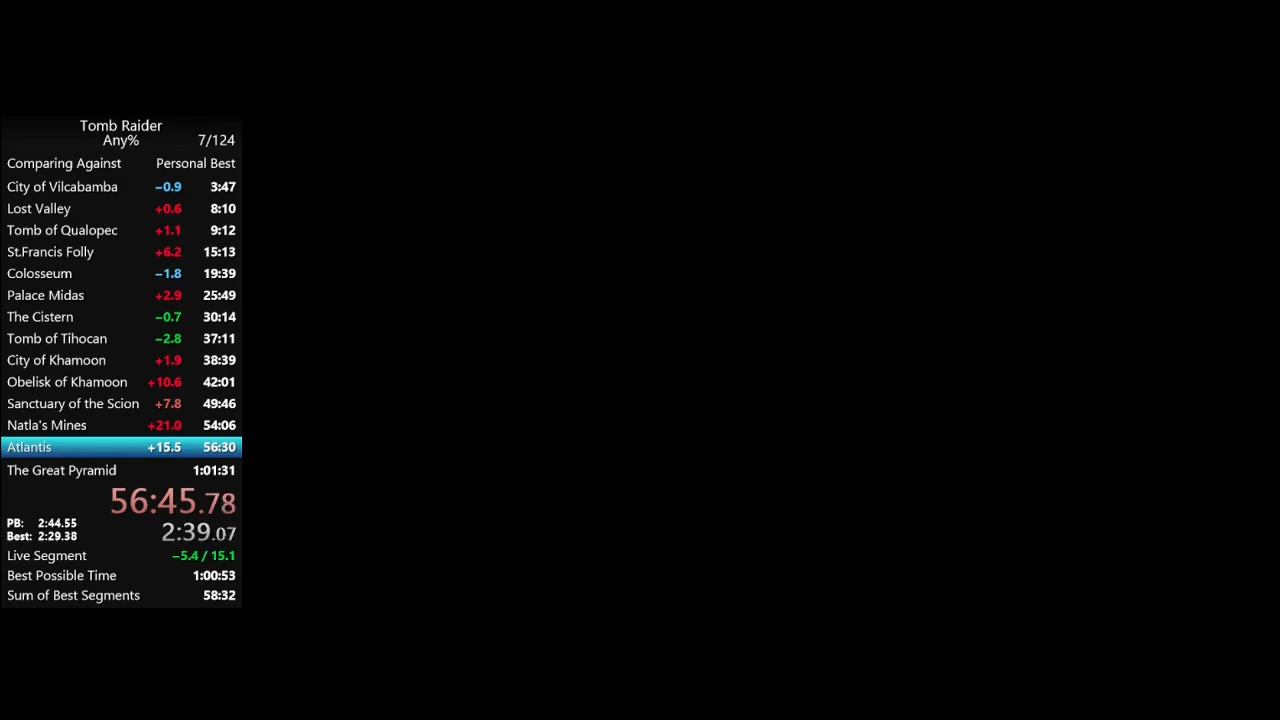 Tomb Raider
Any% 7/124
Comparing Against Personal Best
City of Vilcabamba −0.9 3:47
Lost Valley +0.6 8:10
Tomb of Qualopec +1.1 9:12
St.Francis Folly +6.2 15:13
Colosseum −1.8 19:39
Palace Midas +2.9 25:49
The Cistern −0.7 30:14
Tomb of Tihocan −2.8 37:11
City of Khamoon +1.9 38:39
Obelisk of Khamoon +10.6 42:01
Sanctuary of the Scion +7.8 49:46
Natla's Mines +21.0 54:06
Atlantis +15.5 56:30
The Great Pyramid 1:01:31
56:45.78
PB: 2:44.55
Best: 2:29.38
2:39.07
Live Segment −5.4 / 15.1
Best Possible Time 1:00:53
Sum of Best Segments 58:32